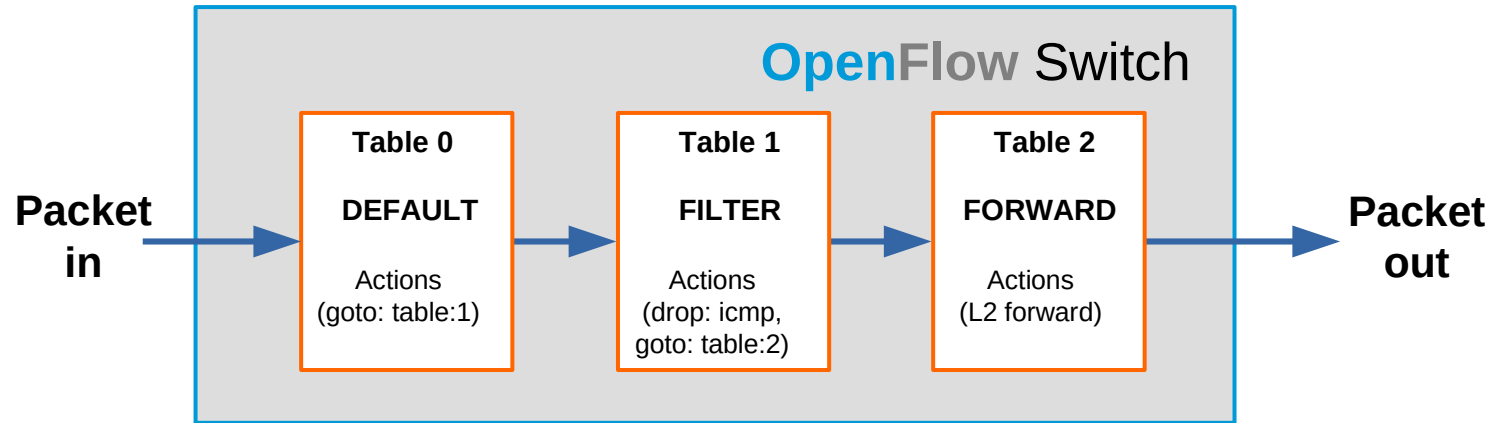 OpenFlow Switch
Packet
in
Table 0
DEFAULT
Actions
(goto: table:1)
Table 1
FILTER
Actions
(drop: icmp,
goto: table:2)
Table 2
FORWARD
Actions
(L2 forward)
Packet
out